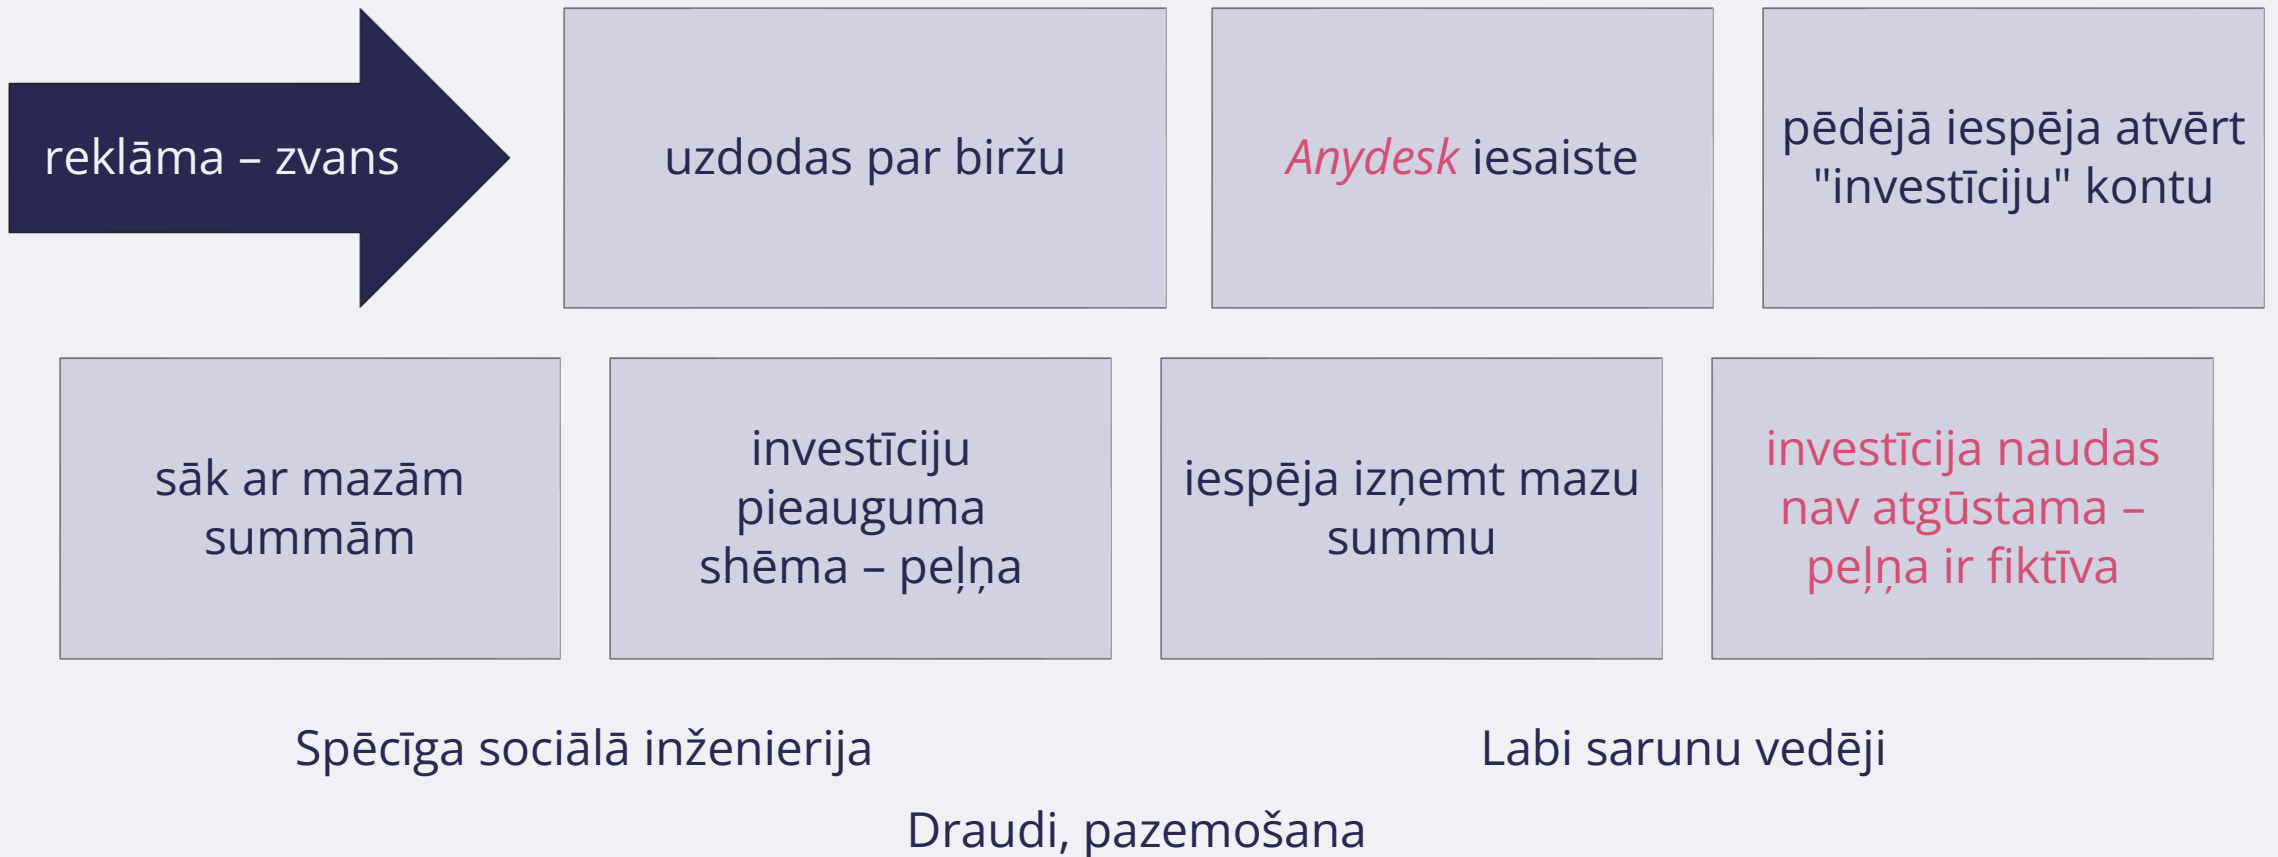 reklāma – zvans
uzdodas par biržu
Anydesk iesaiste
pēdējā iespēja atvērt
"investīciju" kontu
sāk ar mazām
summām
investīciju
pieauguma
shēma – peļņa
iespēja izņemt mazu
summu
investīcija naudas
nav atgūstama –
peļņa ir fiktīva
Spēcīga sociālā inženierija
Labi sarunu vedēji
Draudi, pazemošana